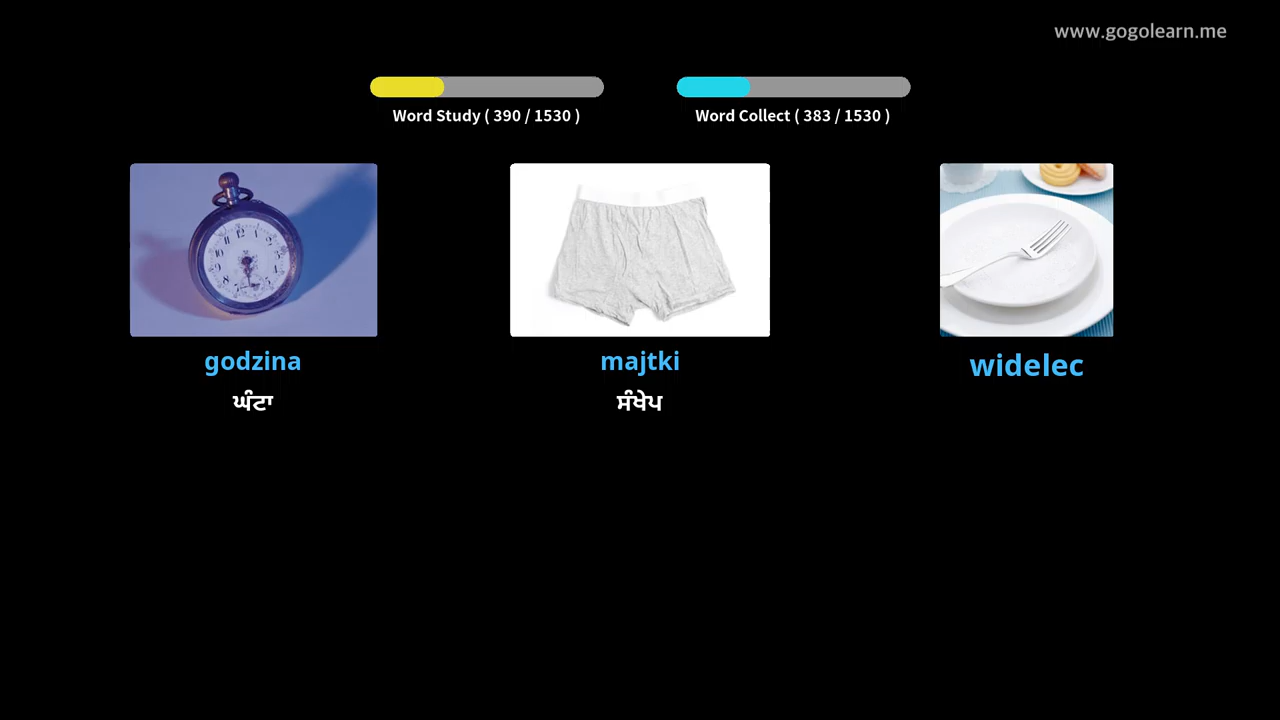 www.gogolearn.me
Word Study ( 390 / 1530 )
Word Collect ( 383 / 1530 )
godzina
majtki
widelec
ਘੰਟਾ
ਸੰਖੇਪ